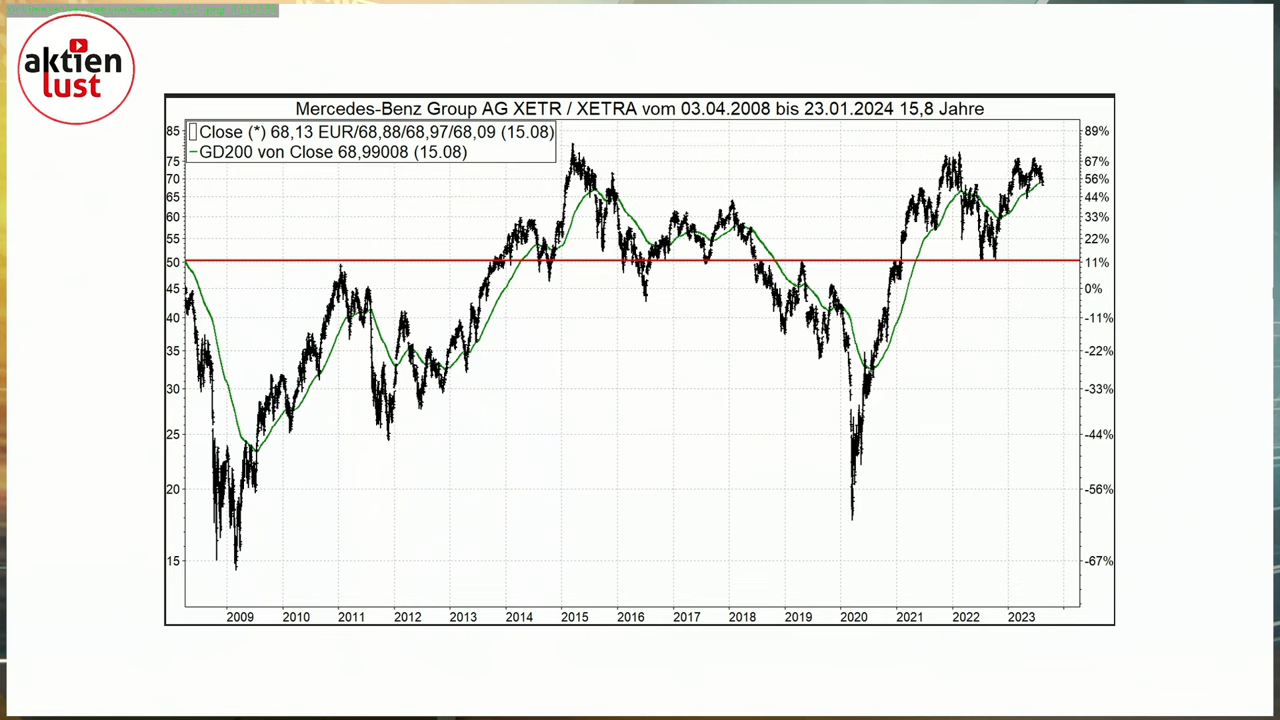 aktien
lust
Mercedes-Benz Group AG XETR / XETRA vom 03.04.2008 bis 23.01.2024 15,8 Jahre
Close (*) 68,13 EUR/68,88/68,97/68,09 (15.08)
GD200 von Close 68,99008 (15.08)
85 89%
75 67%
70 56%
65 44%
60 33%
55 22%
50 11%
45 0%
40 -11%
35 -22%
30 -33%
25 -44%
20 -56%
15 -67%
2009 2010 2011 2012 2013 2014 2015 2016 2017 2018 2019 2020 2021 2022 2023